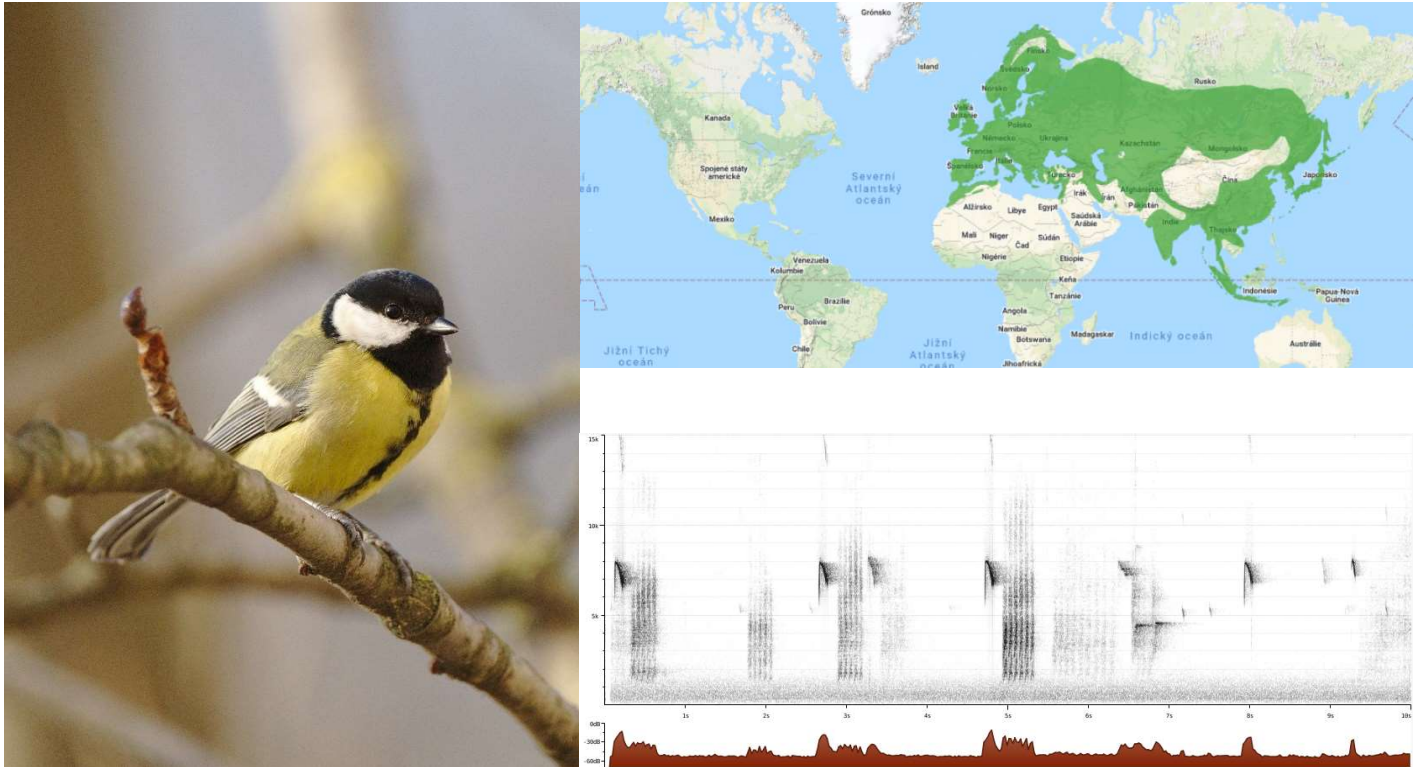 Grónsko
Island
Finsko
Švédsko
Norsko
Rusko
Velká
Británie
Polsko
Německo
Ukrajina
Kanada
Francie
Kazachstán
Mongolsko
Španělsko
Itálie
Spojené státy
americké
Severní
Atlantský
oceán
Turecko
Čína
Japonsko
Irák
Írán
Afghánistán
Pákistán
Alžírsko
Libye
Egypt
Saúdská
Arábie
Indie
Mexiko
Mali
Niger
Čad
Súdán
Thajsko
Nigérie
Etiopie
Venezuela
Kolumbie
Keňa
Indonésie
Papua-Nová
Guinea
Tanzanie
Peru
Brazílie
Angola
Bolívie
Namibie
Botswana
Madagaskar
Indický oceán
Chile
Jižní Tichý
oceán
Jižní
Atlantský
oceán
Jihoafrická
Austrálie
15k
10k
5k
1s 2s 3s 4s 5s 6s 7s 8s 9s 10s
0dB
-30dB
-60dB